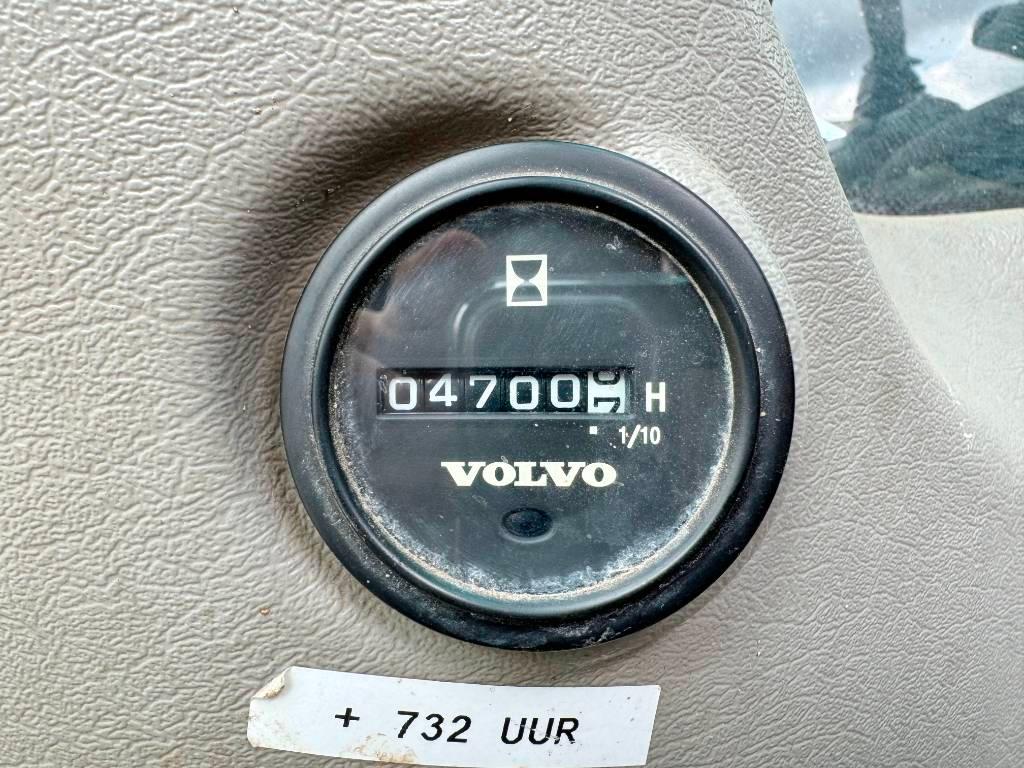 04700 H
1/10
VOLVO
+ 732 UUR